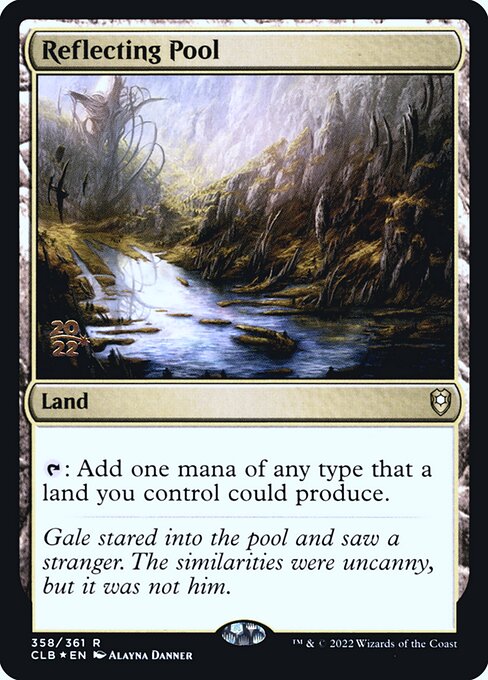 Reflecting Pool
20
22
Land
: Add one mana of any type that a
land you control could produce.
Gale stared into the pool and saw a
stranger. The similarities were uncanny,
but it was not him.
358/361 R
CLB ★ EN Alayna Danner
™ & © 2022 Wizards of the Coast